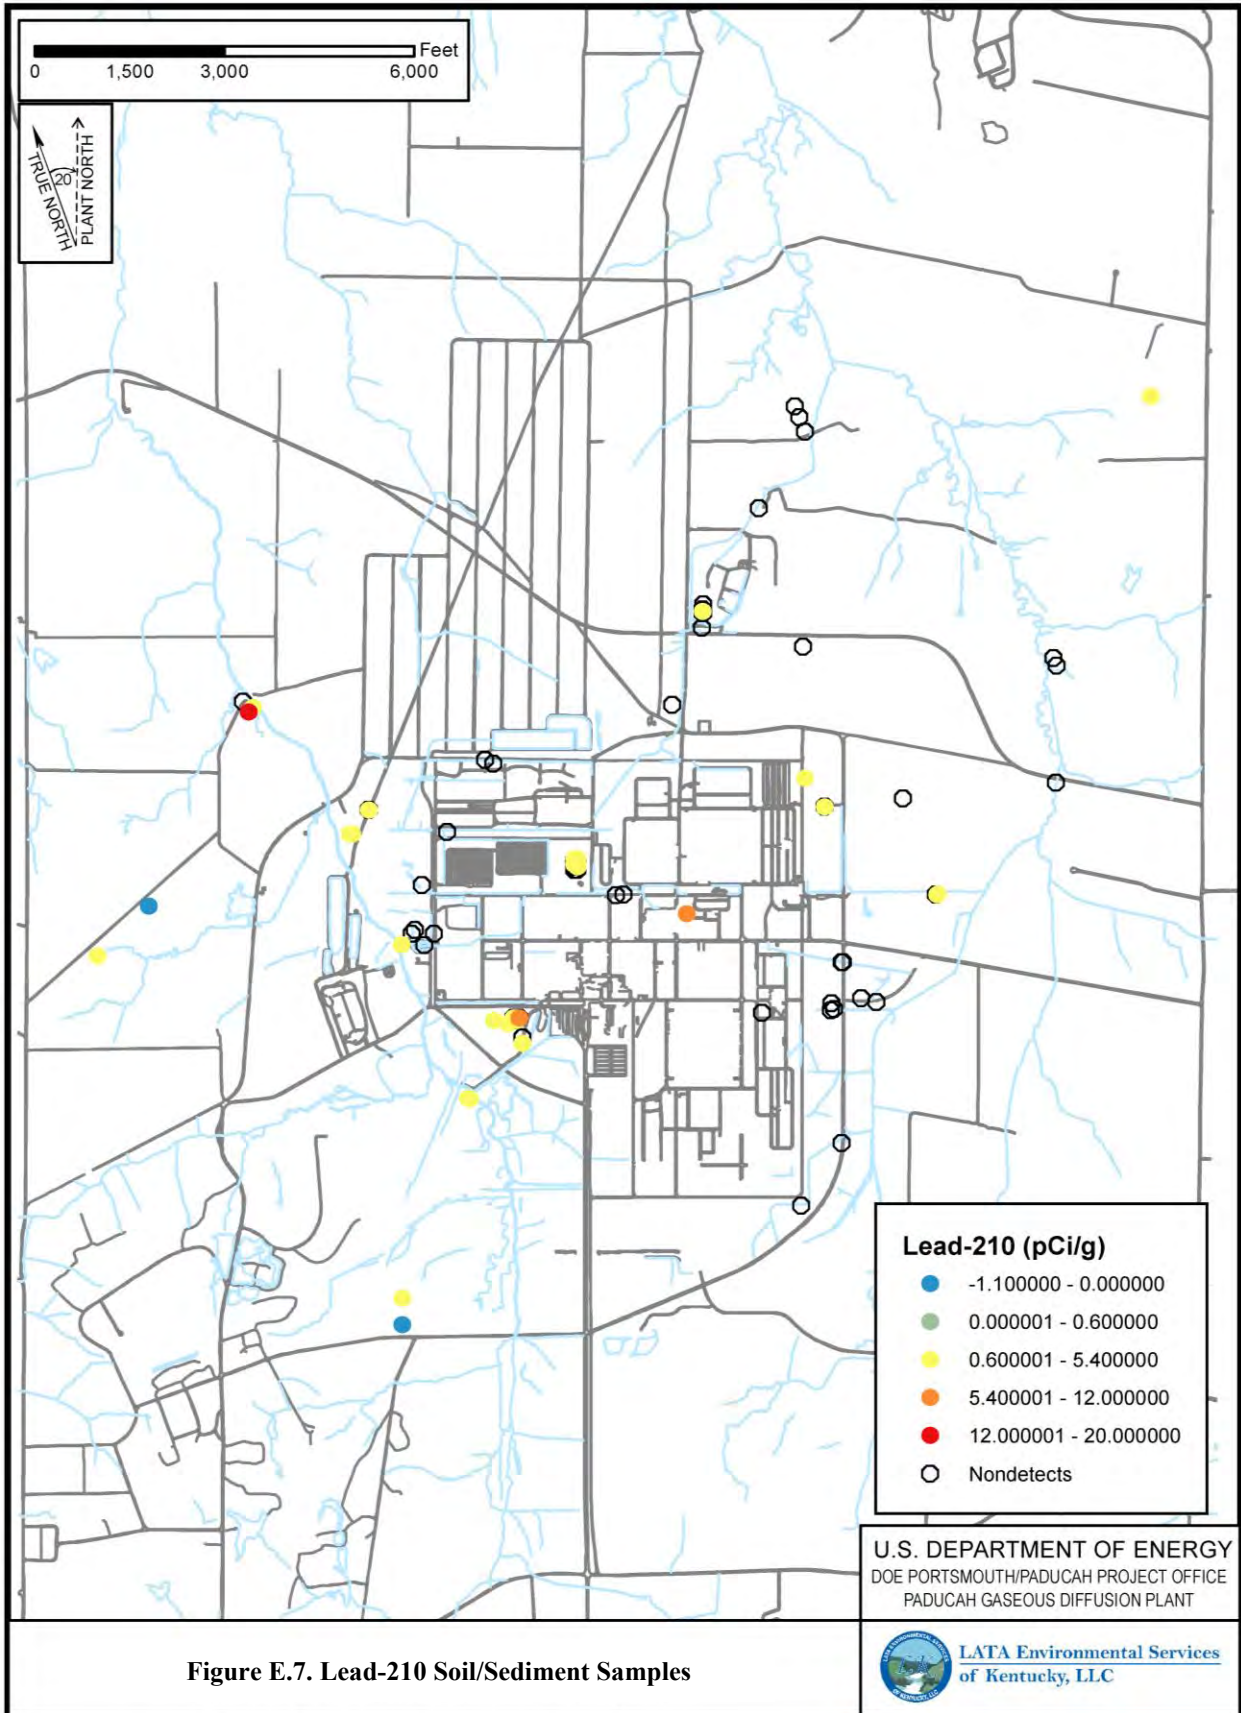 Feet
0 1,500 3,000 6,000
TRUE NORTH
20
PLANT NORTH
Lead-210 (pCi/g)
-1.100000 - 0.000000
0.000001 - 0.600000
0.600001 - 5.400000
5.400001 - 12.000000
12.000001 - 20.000000
Nondetects
U.S. DEPARTMENT OF ENERGY
DOE PORTSMOUTH/PADUCAH PROJECT OFFICE
PADUCAH GASEOUS DIFFUSION PLANT
Figure E.7. Lead-210 Soil/Sediment Samples
LATA Environmental Services
of Kentucky, LLC